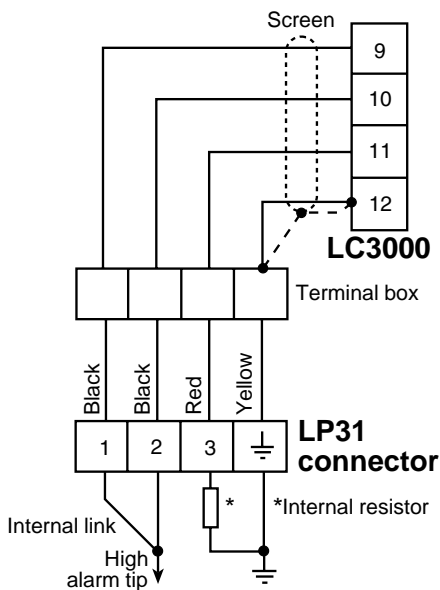 Screen
9
10
11
12
LC3000
Terminal box
Black
Black
Red
Yellow
1
2
3
LP31
connector
*
*Internal resistor
Internal link
High
alarm tip